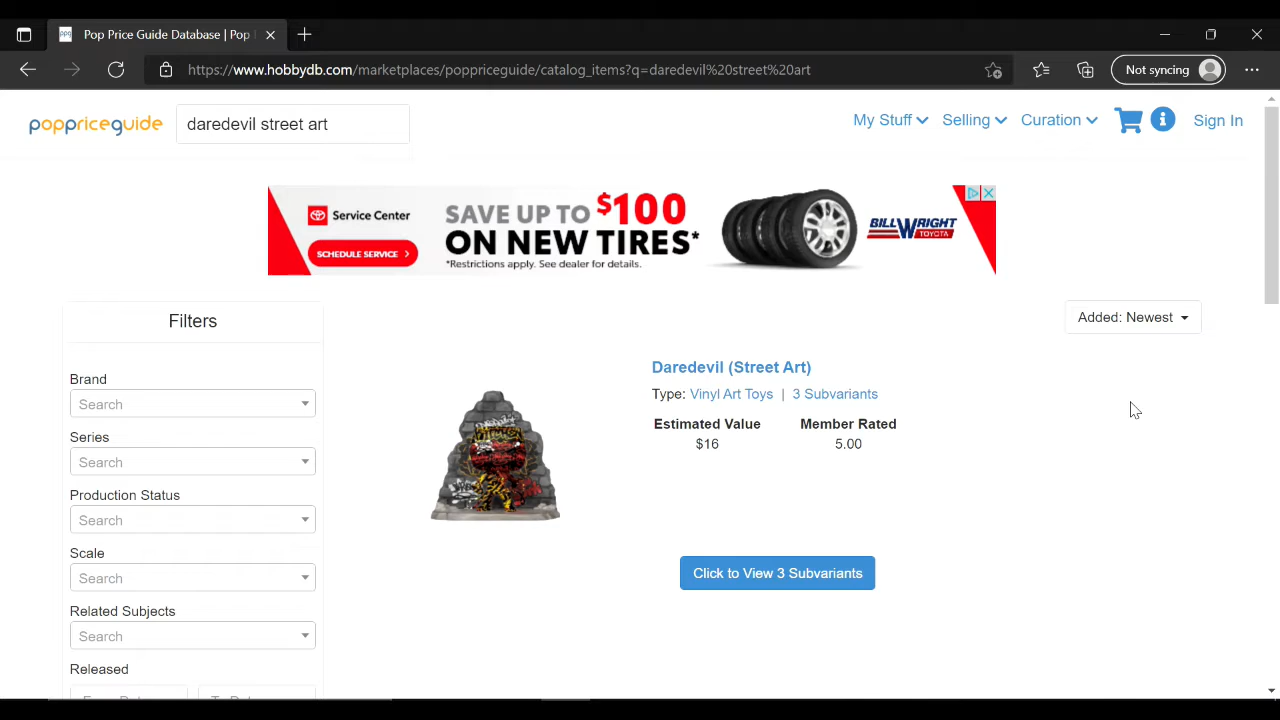 Pop Price Guide Database | Pop
https://www.hobbydb.com/marketplaces/poppriceguide/catalog_items?q=daredevil%20street%20art
Not syncing
poppriceguide
daredevil street art
My Stuff
Selling
Curation
Sign In
Service Center
SCHEDULE SERVICE
SAVE UP TO $100
ON NEW TIRES*
*Restrictions apply. See dealer for details.
BILL WRIGHT
TOYOTA
Filters
Added: Newest
Brand
Search
Series
Search
Production Status
Search
Scale
Search
Related Subjects
Search
Released
Daredevil (Street Art)
Type: Vinyl Art Toys | 3 Subvariants
Estimated Value Member Rated
$16 5.00
Click to View 3 Subvariants